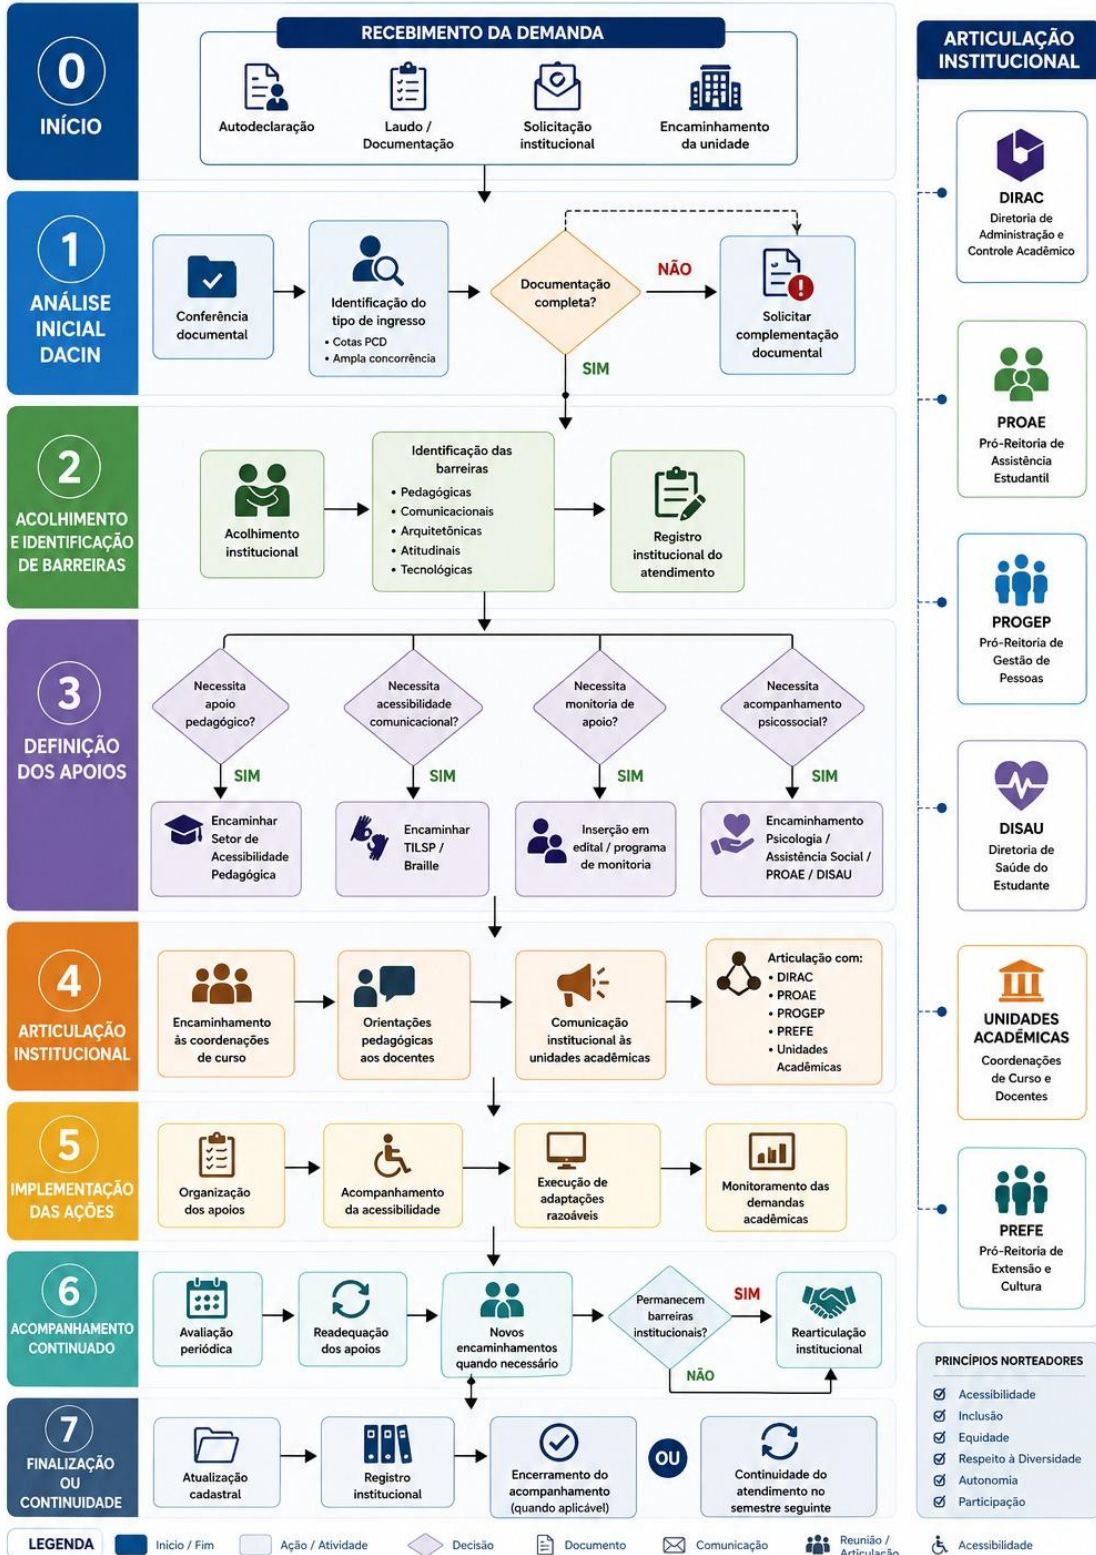 0
INÍCIO
RECEBIMENTO DA DEMANDA
Autodeclaração
Laudo /
Documentação
Solicitação
institucional
Encaminhamento
da unidade
1
ANÁLISE
INICIAL
DACIN
Conferência
documental
Identificação do
tipo de ingresso
• Cotas PCD
• Ampla concorrência
Documentação
completa?
NÃO
SIM
Solicitar
complementação
documental
2
ACOLHIMENTO
E IDENTIFICAÇÃO
DE BARREIRAS
Acolhimento
institucional
Identificação das
barreiras
• Pedagógicas
• Comunicacionais
• Arquitetônicas
• Atitudinais
• Tecnológicas
Registro
institucional do
atendimento
3
DEFINIÇÃO
DOS APOIOS
Necessita
apoio
pedagógico?
SIM
Encaminhar
Setor de
Acessibilidade
Pedagógica
Necessita
acessibilidade
comunicacional?
SIM
Encaminhar
TILSP /
Braille
Necessita
monitoria de
apoio?
SIM
Inserção em
edital / programa
de monitoria
Necessita
acompanhamento
psicossocial?
SIM
Encaminhamento
Psicologia /
Assistência Social /
PROAE / DISAU
4
ARTICULAÇÃO
INSTITUCIONAL
Encaminhamento
às coordenações
de curso
Orientações
pedagógicas
aos docentes
Comunicação
institucional às
unidades acadêmicas
Articulação com:
• DIRAC
• PROAE
• PROGEP
• PREFE
• Unidades
Acadêmicas
5
IMPLEMENTAÇÃO
DAS AÇÕES
Organização
dos apoios
Acompanhamento
da acessibilidade
Execução de
adaptações
razoáveis
Monitoramento das
demandas
acadêmicas
6
ACOMPANHAMENTO
CONTINUADO
Avaliação
periódica
Readequação
dos apoios
Novos
encaminhamentos
quando necessário
Permanecem
barreiras
institucionais?
SIM
NÃO
Rearticulação
institucional
7
FINALIZAÇÃO
OU
CONTINUIDADE
Atualização
cadastral
Registro
institucional
Encerramento do
acompanhamento
(quando aplicável)
OU
Continuidade do
atendimento no
semestre seguinte
ARTICULAÇÃO
INSTITUCIONAL
DIRAC
Diretoria de
Administração e
Controle Acadêmico
PROAE
Pró-Reitoria de
Assistência
Estudantil
PROGEP
Pró-Reitoria de
Gestão de
Pessoas
DISAU
Diretoria de
Saúde do
Estudante
UNIDADES
ACADÊMICAS
Coordenações
de Curso e
Docentes
PREFE
Pró-Reitoria de
Extensão e
Cultura
PRINCÍPIOS NORTEADORES
Acessibilidade
Inclusão
Equidade
Respeito à Diversidade
Autonomia
Participação
LEGENDA
Início / Fim
Ação / Atividade
Decisão
Documento
Comunicação
Reunião /
Articulação
Acessibilidade